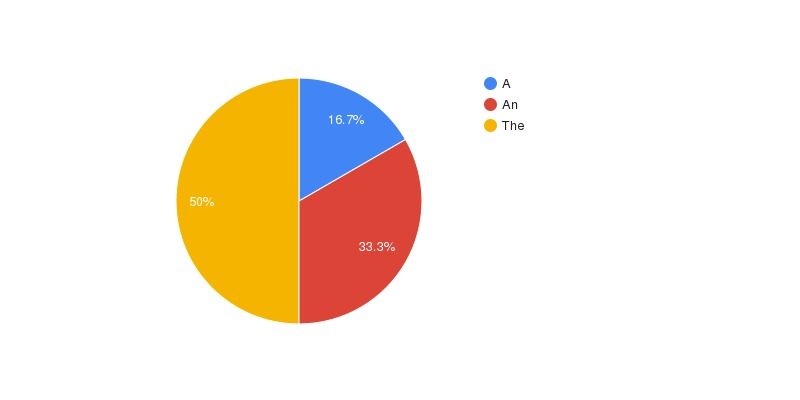 16.7%
33.3%
50%
A
An
The